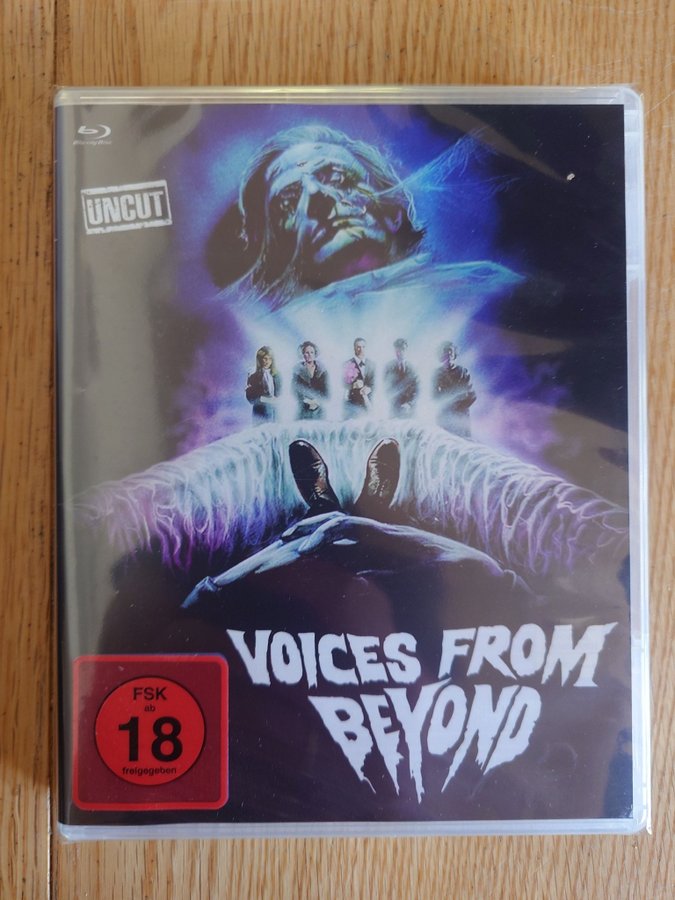 Blu-ray Disc
UNCUT
VOICES FROM
BEYOND
FSK
ab
18
freigegeben